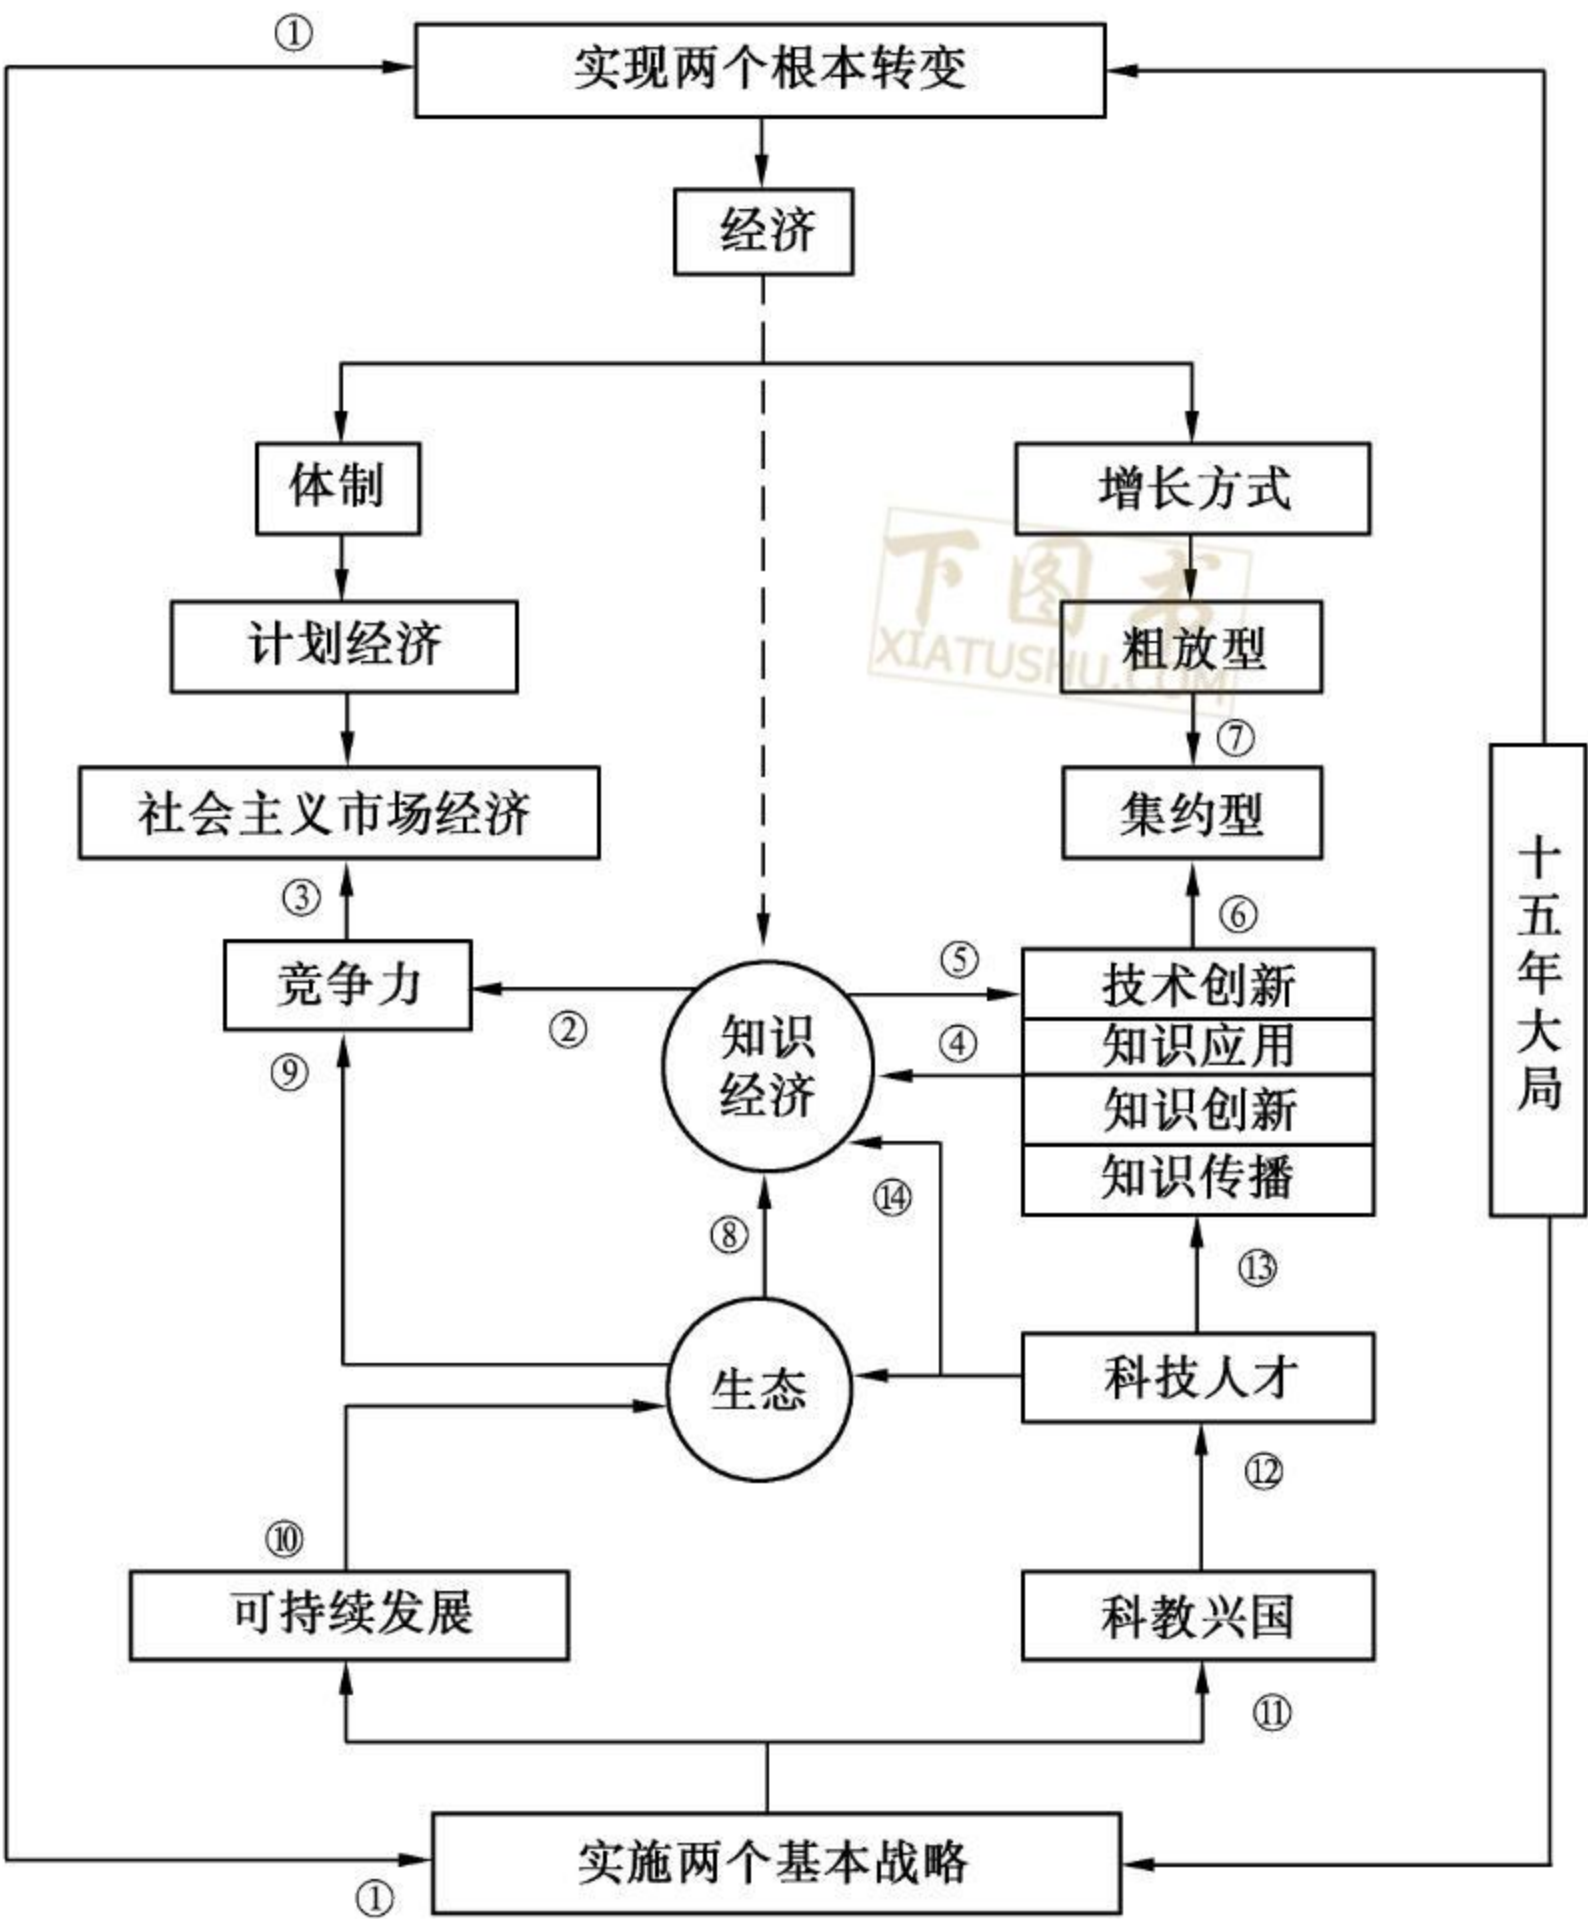 ①
实现两个根本转变
经济
体制
增长方式
下图书
XIATUSHU.COM
计划经济
粗放型
⑦
社会主义市场经济
集约型
十五年大局
③
⑥
竞争力
⑤
技术创新
②
知识
经济
④
知识应用
⑨
知识创新
⑭
知识传播
⑧
⑬
生态
科技人才
⑫
⑩
可持续发展
科教兴国
⑪
实施两个基本战略
①